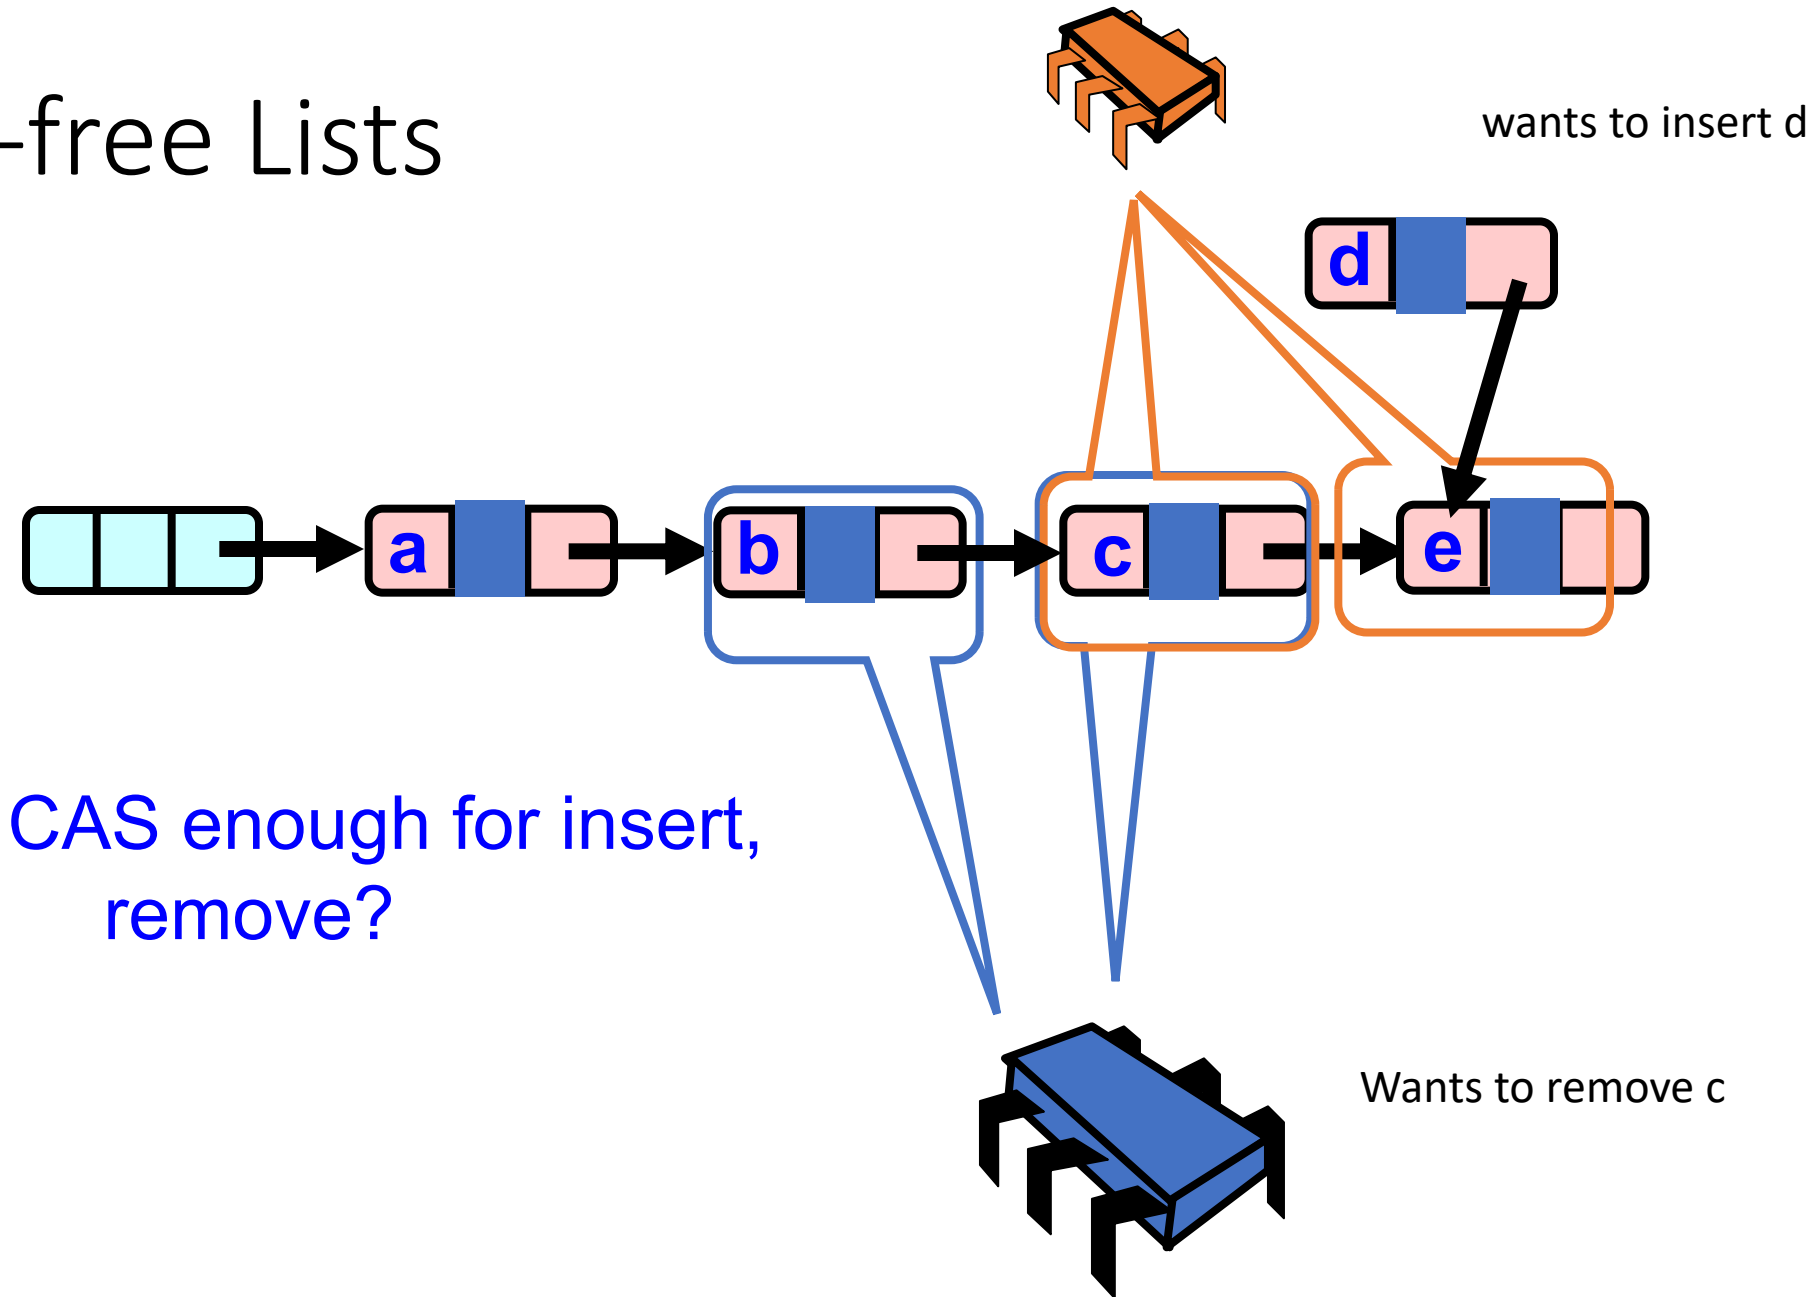 -free Lists
wants to insert d
d
a
b
c
e
CAS enough for insert,
remove?
Wants to remove c